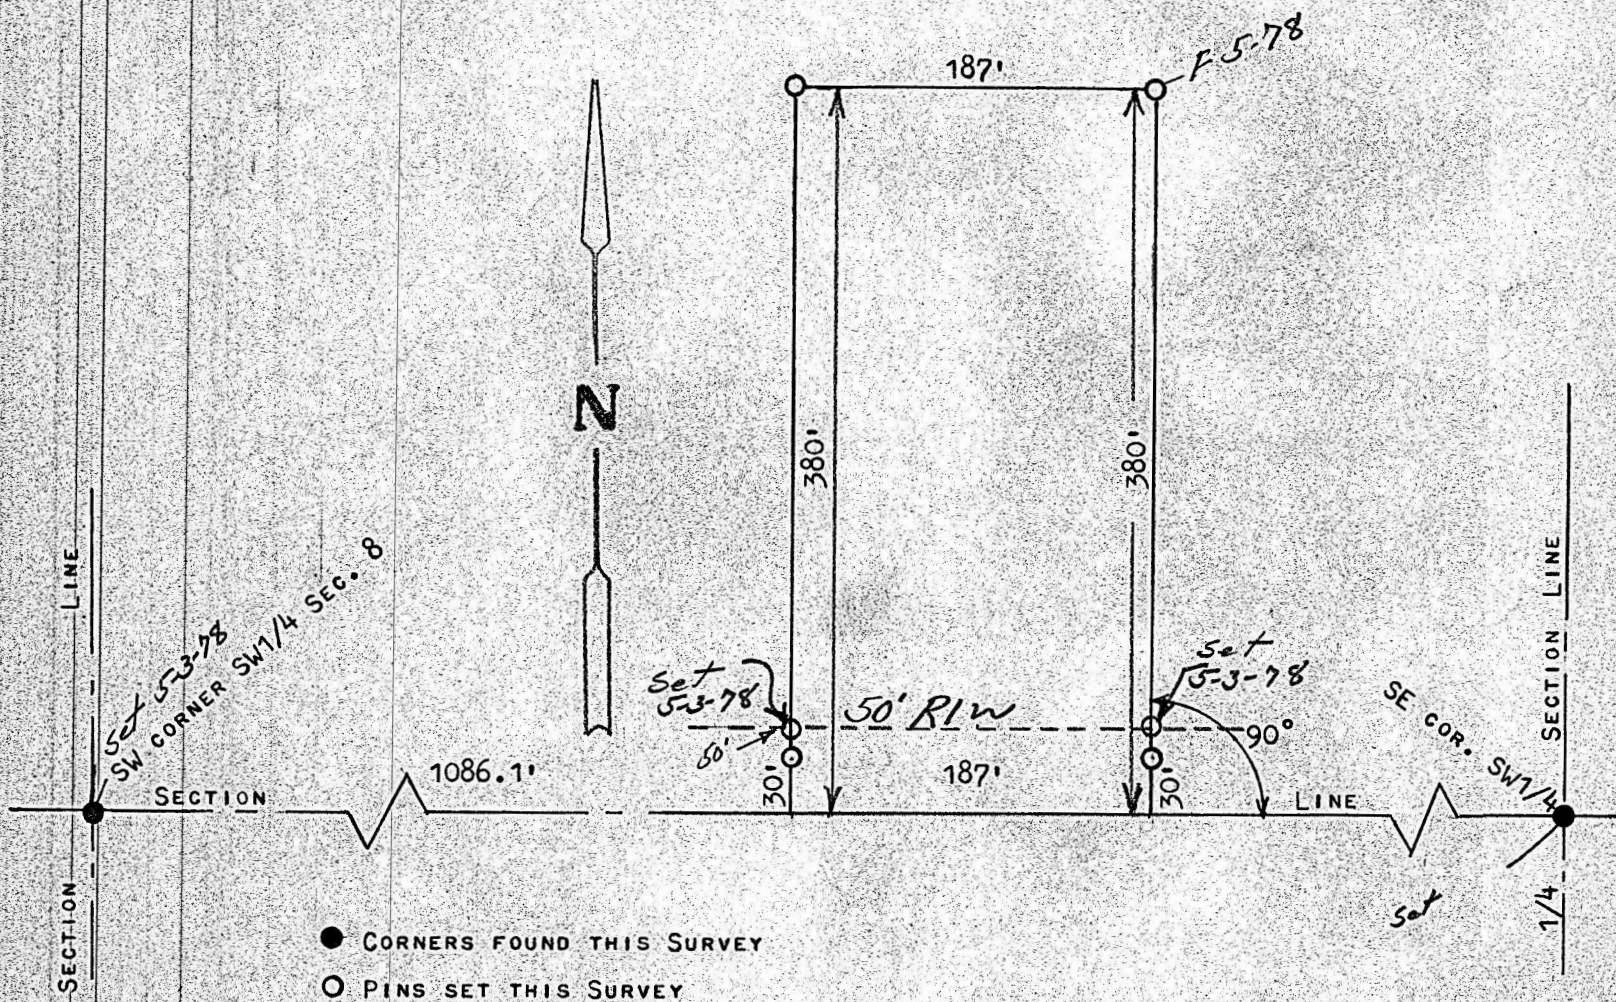 187'
F 5-78
N
380'
380'
LINE
Set 5-3-78
SW CORNER SW1/4 SEC. 8
SECTION LINE
Set
5-3-78
Set
5-3-78
50' R/W
50'
90°
SE COR. SW1/4
1086.1'
30'
187'
30'
SECTION
LINE
SECTION
Set
1/4
CORNERS FOUND THIS SURVEY
PINS SET THIS SURVEY